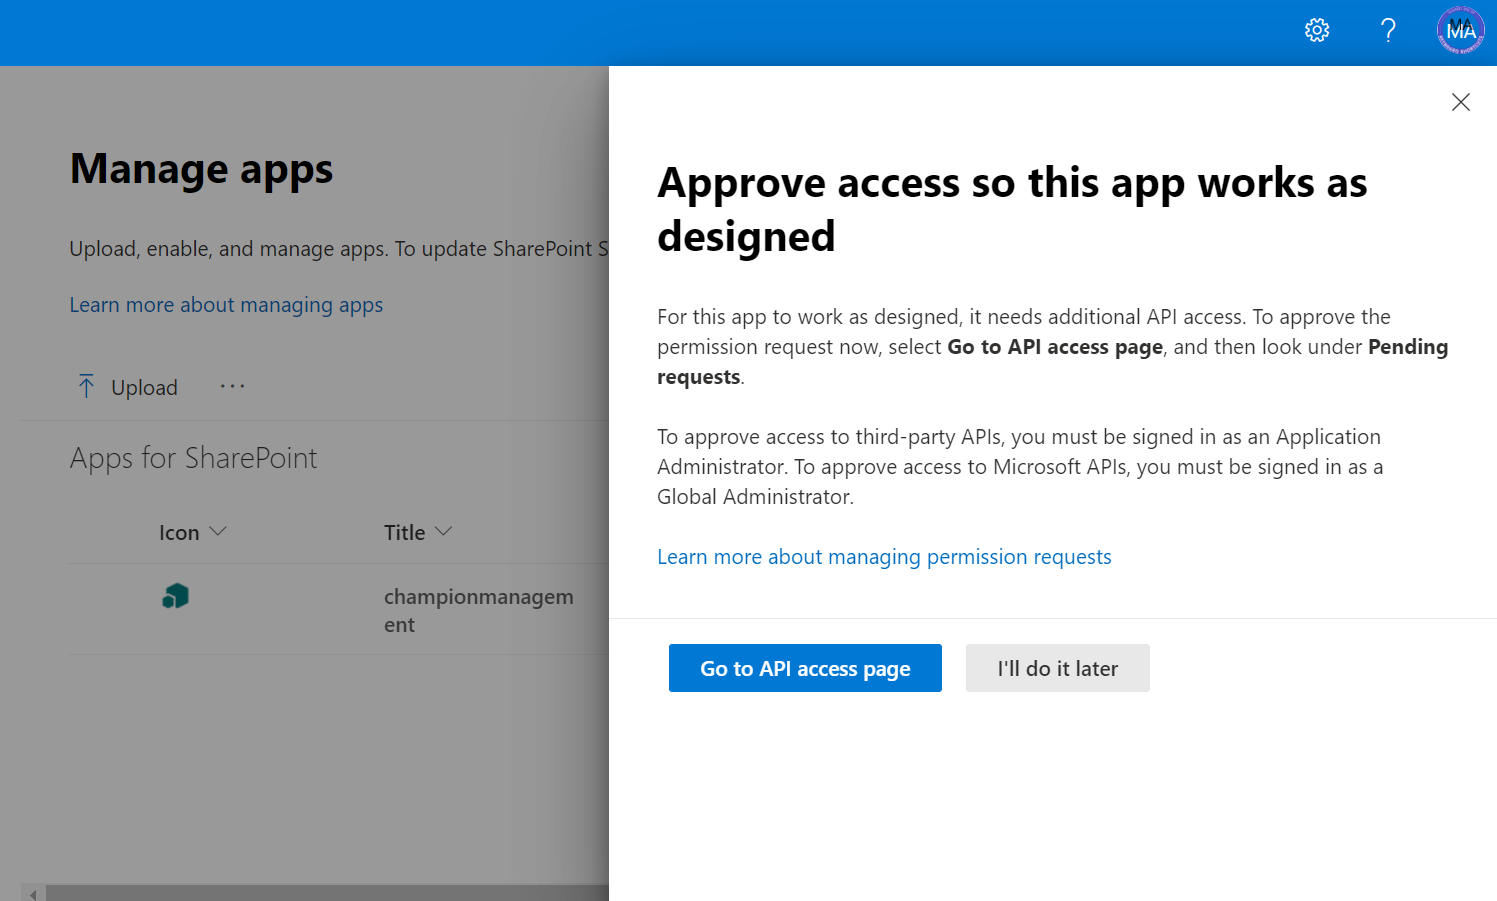 MA
Manage apps
Upload, enable, and manage apps. To update SharePoint S
Learn more about managing apps
Upload
Apps for SharePoint
Icon
Title
championmanagem
ent
Approve access so this app works as
designed
For this app to work as designed, it needs additional API access. To approve the
permission request now, select Go to API access page, and then look under Pending
requests.
To approve access to third-party APIs, you must be signed in as an Application
Administrator. To approve access to Microsoft APIs, you must be signed in as a
Global Administrator.
Learn more about managing permission requests
Go to API access page
I'll do it later